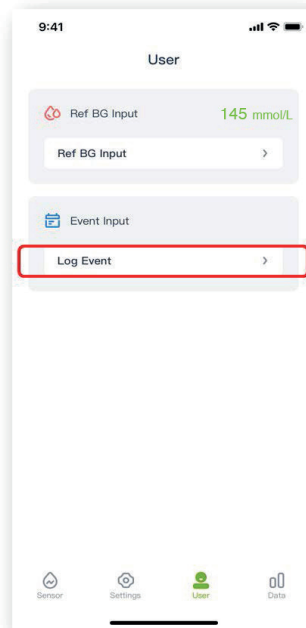 9:41
User
Ref BG Input 145 mmol/L
Ref BG Input
Event Input
Log Event
Sensor Settings User Data